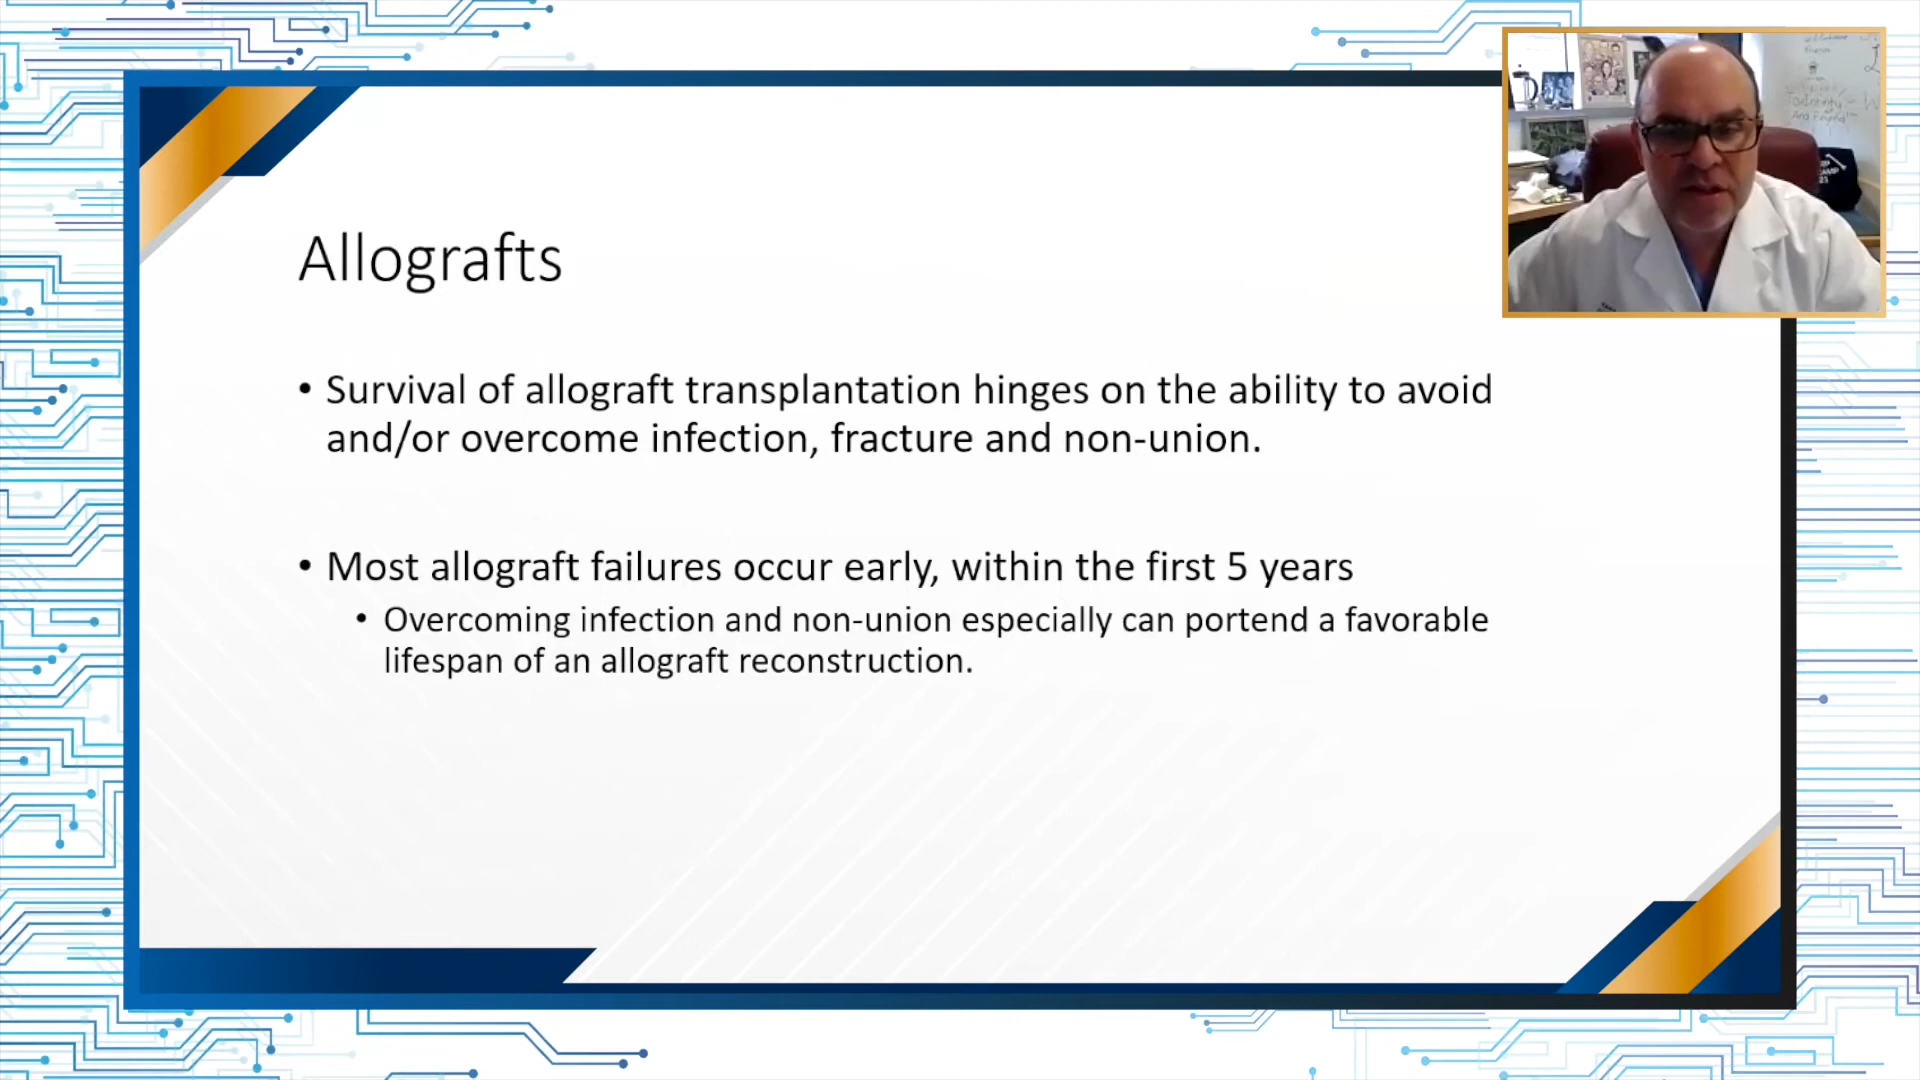 Allografts
• Survival of allograft transplantation hinges on the ability to avoid
and/or overcome infection, fracture and non-union.
• Most allograft failures occur early, within the first 5 years
• Overcoming infection and non-union especially can portend a favorable
lifespan of an allograft reconstruction.